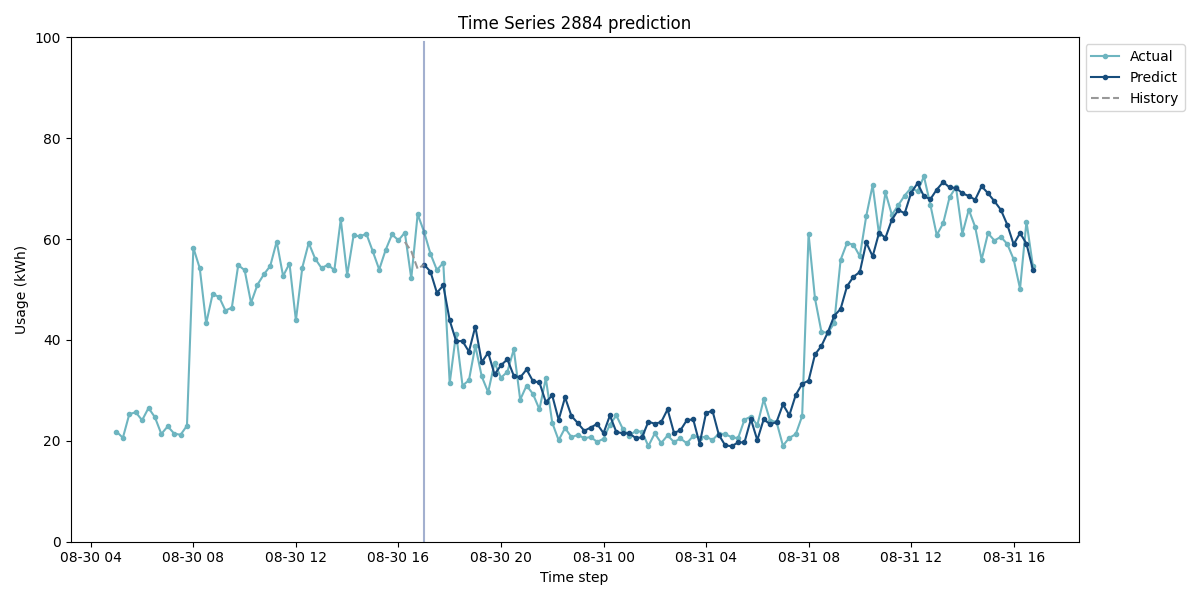 Time Series 2884 prediction
100
80
60
40
20
0
Usage (kWh)
08-30 04
08-30 08
08-30 12
08-30 16
08-30 20
08-31 00
08-31 04
08-31 08
08-31 12
08-31 16
Time step
Actual
Predict
History